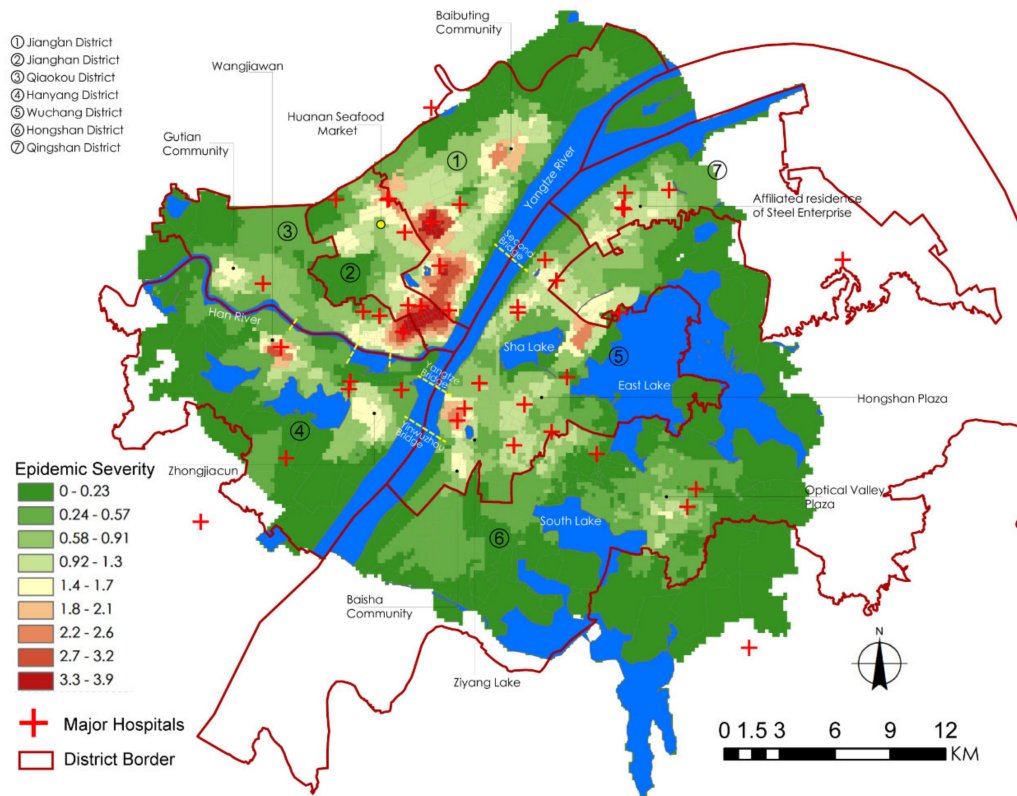 ① Jiang'an District
② Jianghan District
③ Qiaokou District
④ Hanyang District
⑤ Wuchang District
⑥ Hongshan District
⑦ Qingshan District
Baibuting
Community
Wangjiawan
Huanan Seafood
Market
Gutian
Community
①
⑦
Yangtze River
Affiliated residence
of Steel Enterprise
③
②
Second
Bridge
Han River
Sha Lake
⑤
East Lake
Yangtze
Bridge
Hongshan Plaza
④
Yinwuzhou
Bridge
Zhongjiacun
Optical Valley
Plaza
South Lake
⑥
Baisha
Community
Ziyang Lake
Epidemic Severity
0 - 0.23
0.24 - 0.57
0.58 - 0.91
0.92 - 1.3
1.4 - 1.7
1.8 - 2.1
2.2 - 2.6
2.7 - 3.2
3.3 - 3.9
Major Hospitals
District Border
N
0 1.5 3 6 9 12
KM